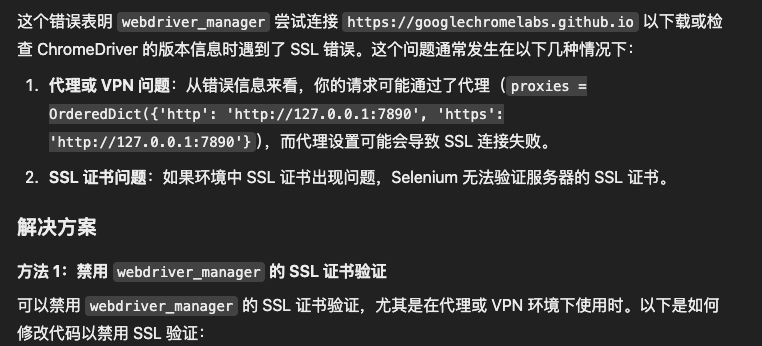 这个错误表明 webdriver_manager 尝试连接 https://googlechromelabs.github.io 以下载或检
查 ChromeDriver 的版本信息时遇到了 SSL 错误。这个问题通常发生在以下几种情况下：
1. 代理或 VPN 问题：从错误信息来看，你的请求可能通过了代理（proxies =
OrderedDict({'http': 'http://127.0.0.1:7890', 'https':
'http://127.0.0.1:7890'}），而代理设置可能会导致 SSL 连接失败。
2. SSL 证书问题：如果环境中 SSL 证书出现问题，Selenium 无法验证服务器的 SSL 证书。
解决方案
方法 1：禁用 webdriver_manager 的 SSL 证书验证
可以禁用 webdriver_manager 的 SSL 证书验证，尤其是在代理或 VPN 环境下使用时。以下是如何
修改代码以禁用 SSL 验证：